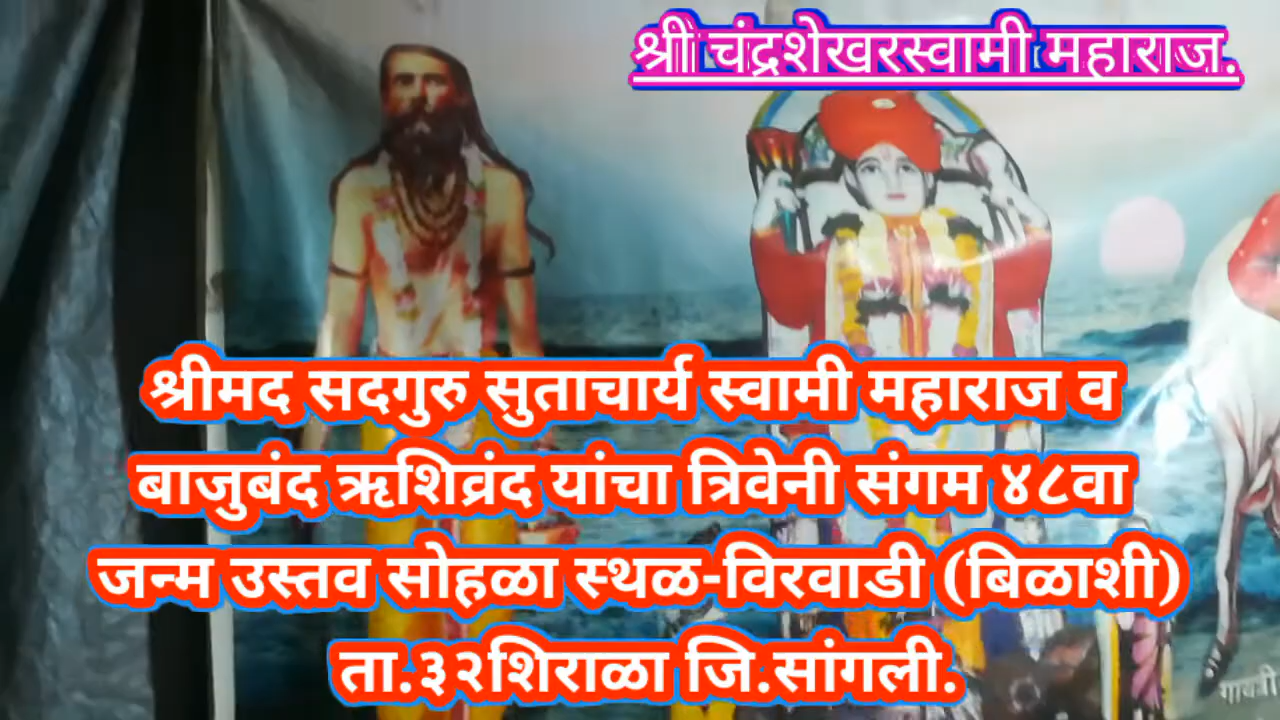 श्री चंद्रशेखरस्वामी महाराज.
श्रीमद सदगुरु सुताचार्य स्वामी महाराज व
बाजुबंद ऋशिव्रंद यांचा त्रिवेनी संगम ४८वा
जन्म उस्तव सोहळा स्थळ-विरवाडी (बिळाशी)
ता.३२शिराळा जि.सांगली.